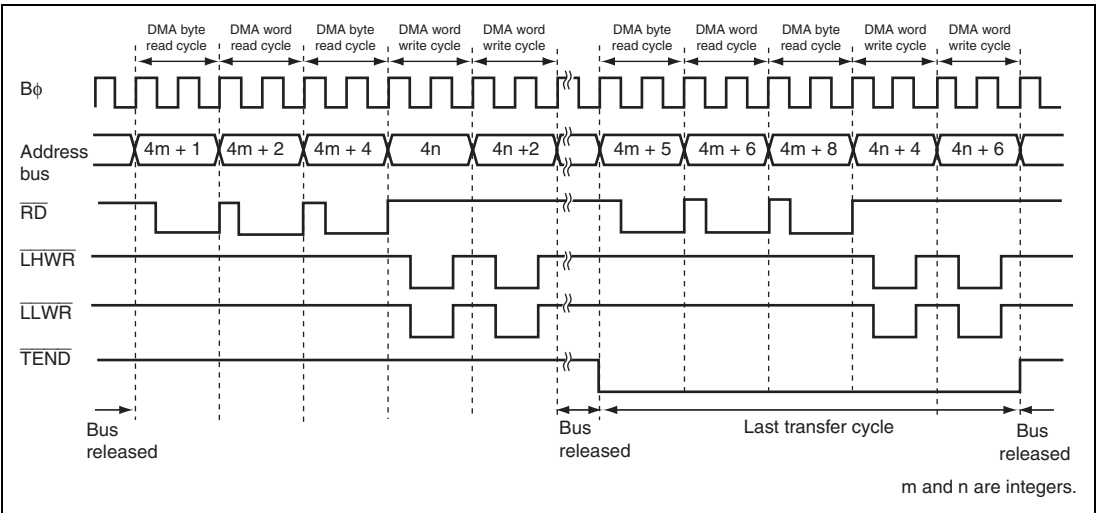 DMA byte read cycle DMA word read cycle DMA byte read cycle DMA word write cycle DMA word write cycle DMA byte read cycle DMA word read cycle DMA byte read cycle DMA word write cycle DMA word write cycle
Bϕ
Address bus 4m + 1 4m + 2 4m + 4 4n 4n +2 4m + 5 4m + 6 4m + 8 4n + 4 4n + 6
RD
LHWR
LLWR
TEND
Bus released Bus released Last transfer cycle Bus released
m and n are integers.